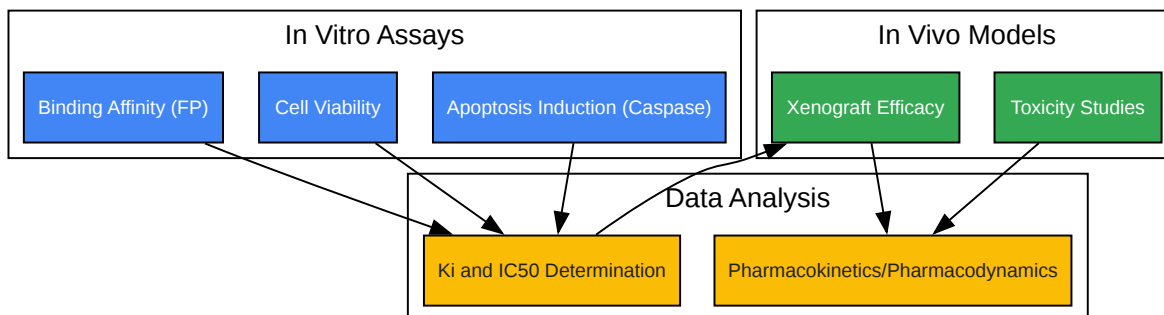 In Vitro Assays
In Vivo Models
Binding Affinity (FP)
Cell Viability
Apoptosis Induction (Caspase)
Xenograft Efficacy
Toxicity Studies
Data Analysis
Ki and IC50 Determination
Pharmacokinetics/Pharmacodynamics